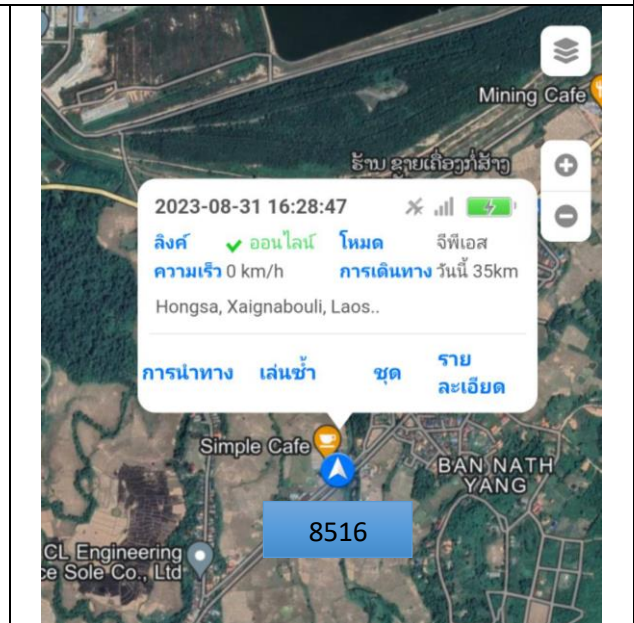 Mining Cafe
ຮ້ານ ຂາຍເຄື່ອງກໍ່ສ້າງ
2023-08-31 16:28:47
ลิงค์ ออนไลน์ โหมด จีพีเอส
ความเร็ว 0 km/h การเดินทาง วันนี้ 35km
Hongsa, Xaignabouli, Laos..
การนำทาง เล่นซ้ำ ชุด ราย
ละเอียด
Simple Cafe
BAN NATH
YANG
8516
CL Engineering
ce Sole Co., Ltd